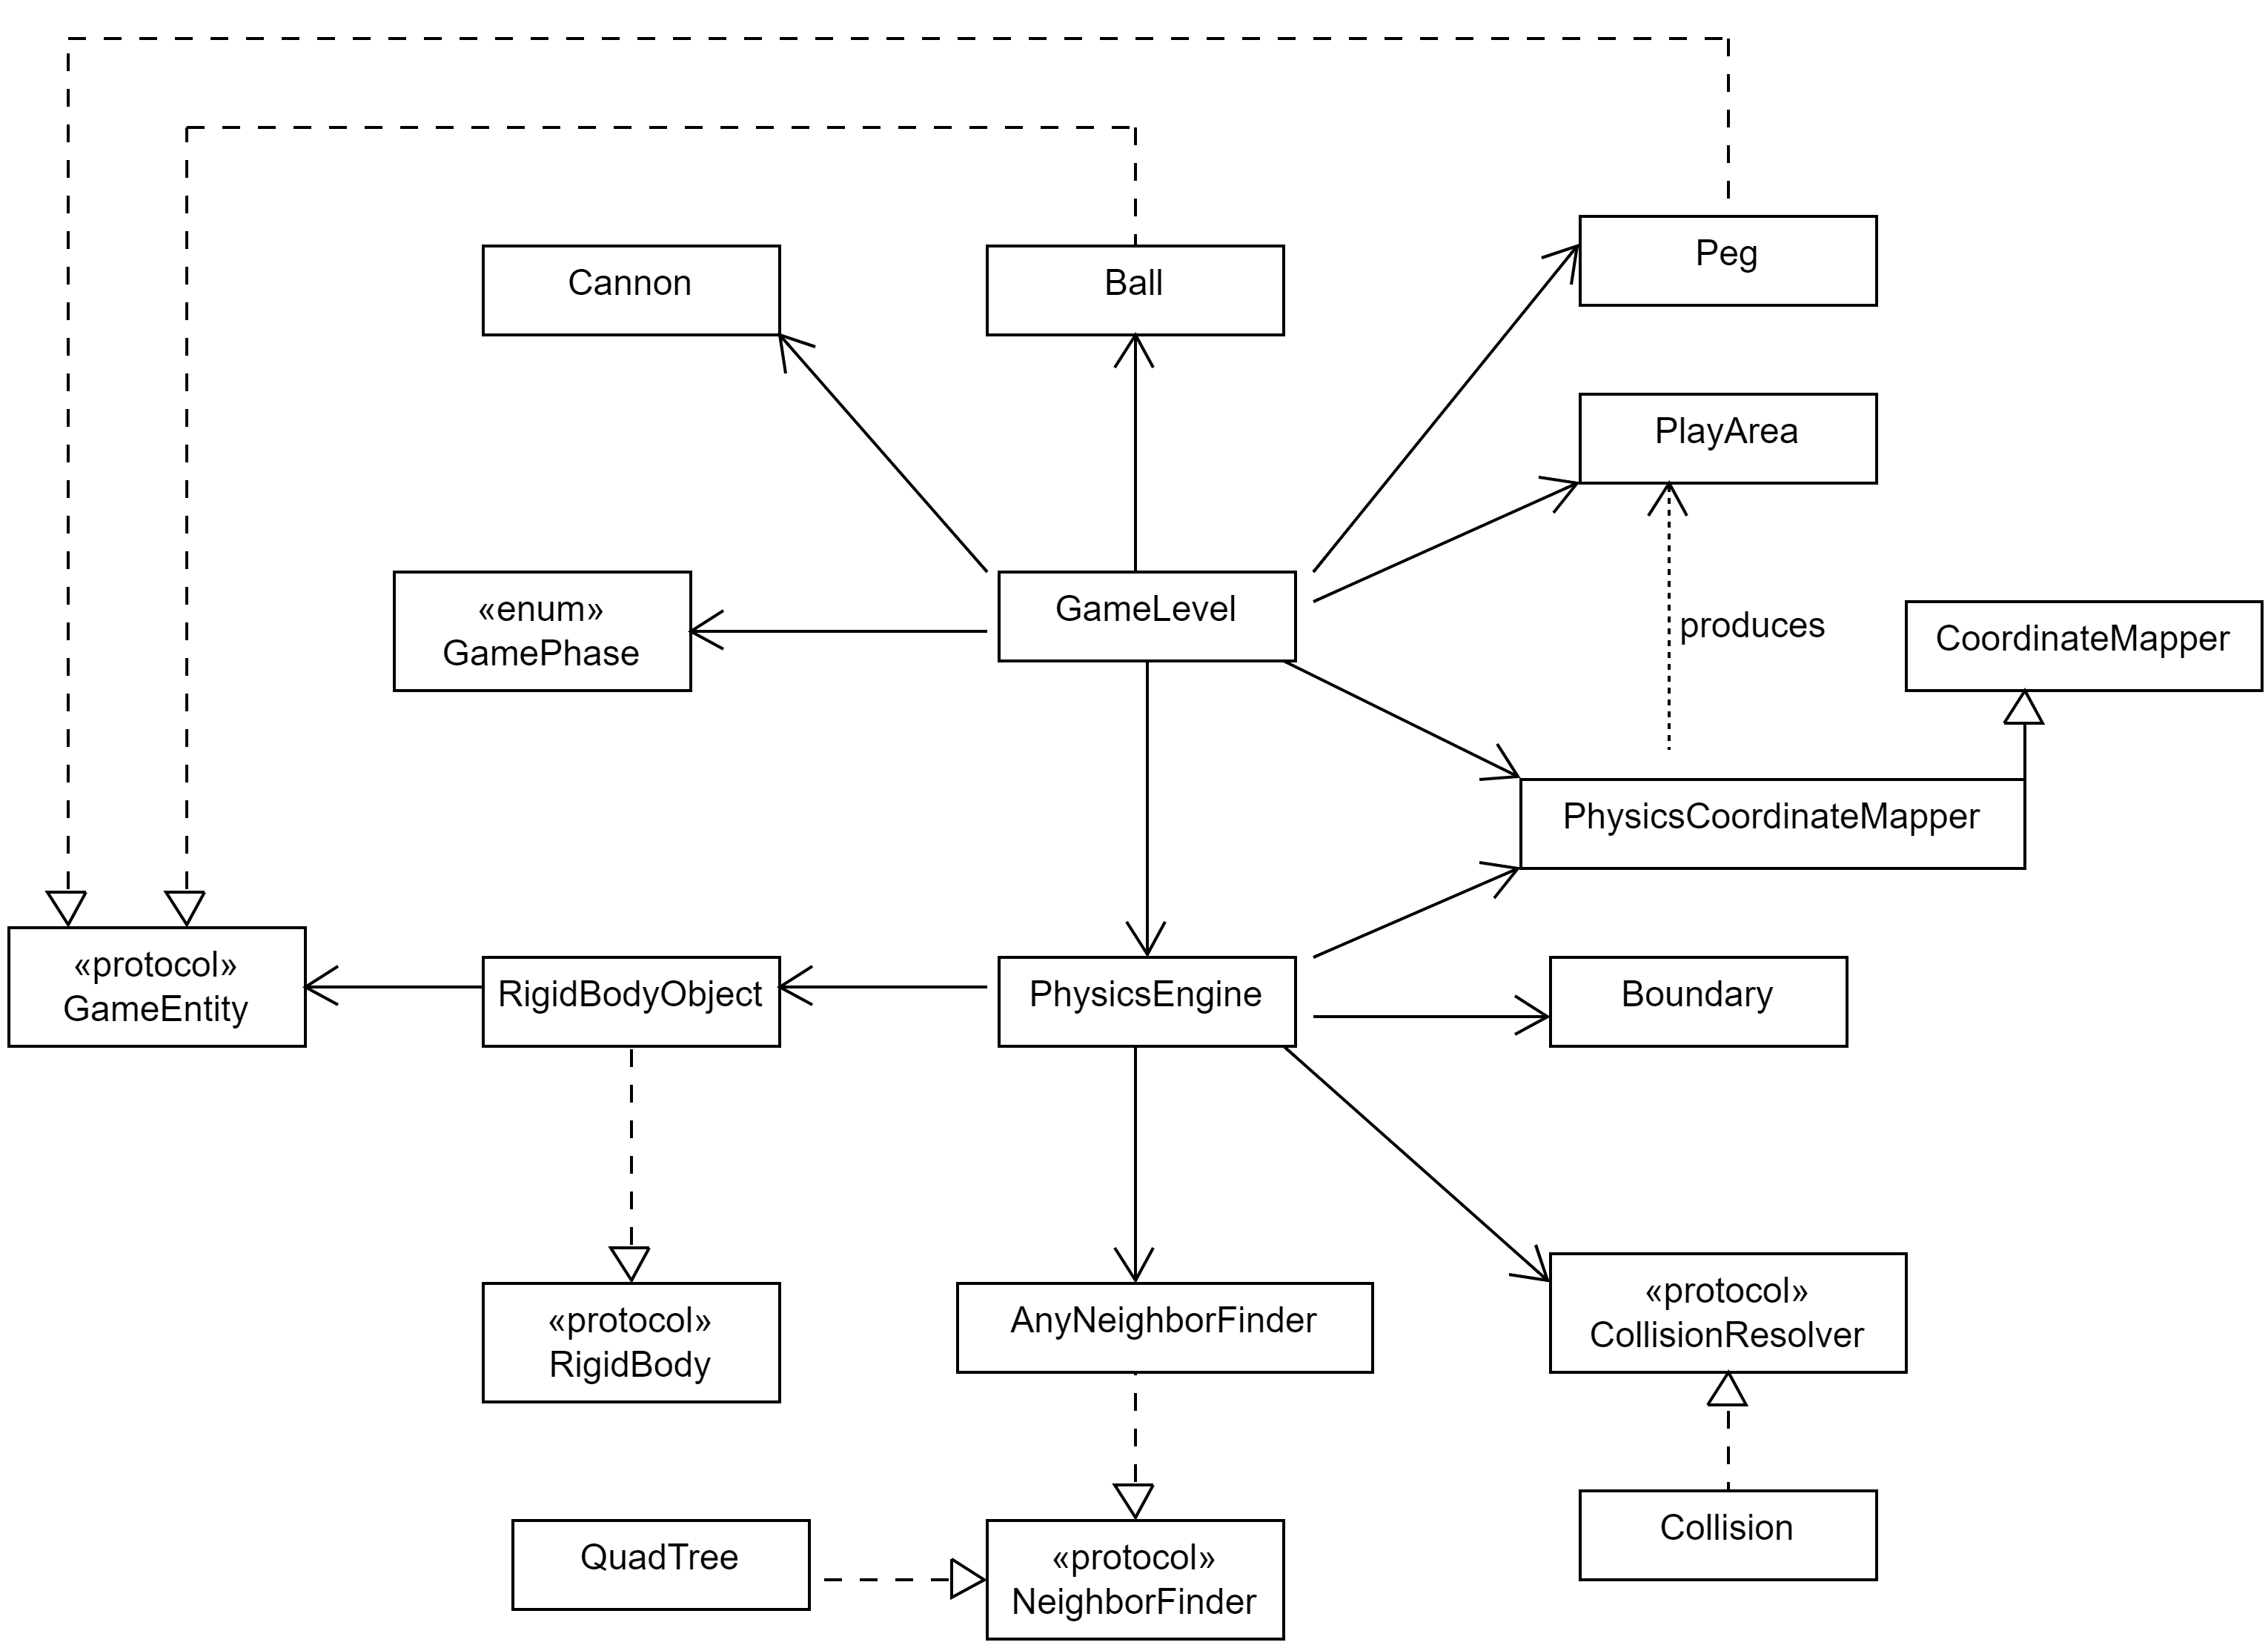 Peg
Cannon
Ball
PlayArea
«enum»
GamePhase
GameLevel
produces
CoordinateMapper
PhysicsCoordinateMapper
«protocol»
GameEntity
RigidBodyObject
PhysicsEngine
Boundary
«protocol»
RigidBody
AnyNeighborFinder
«protocol»
CollisionResolver
QuadTree
«protocol»
NeighborFinder
Collision